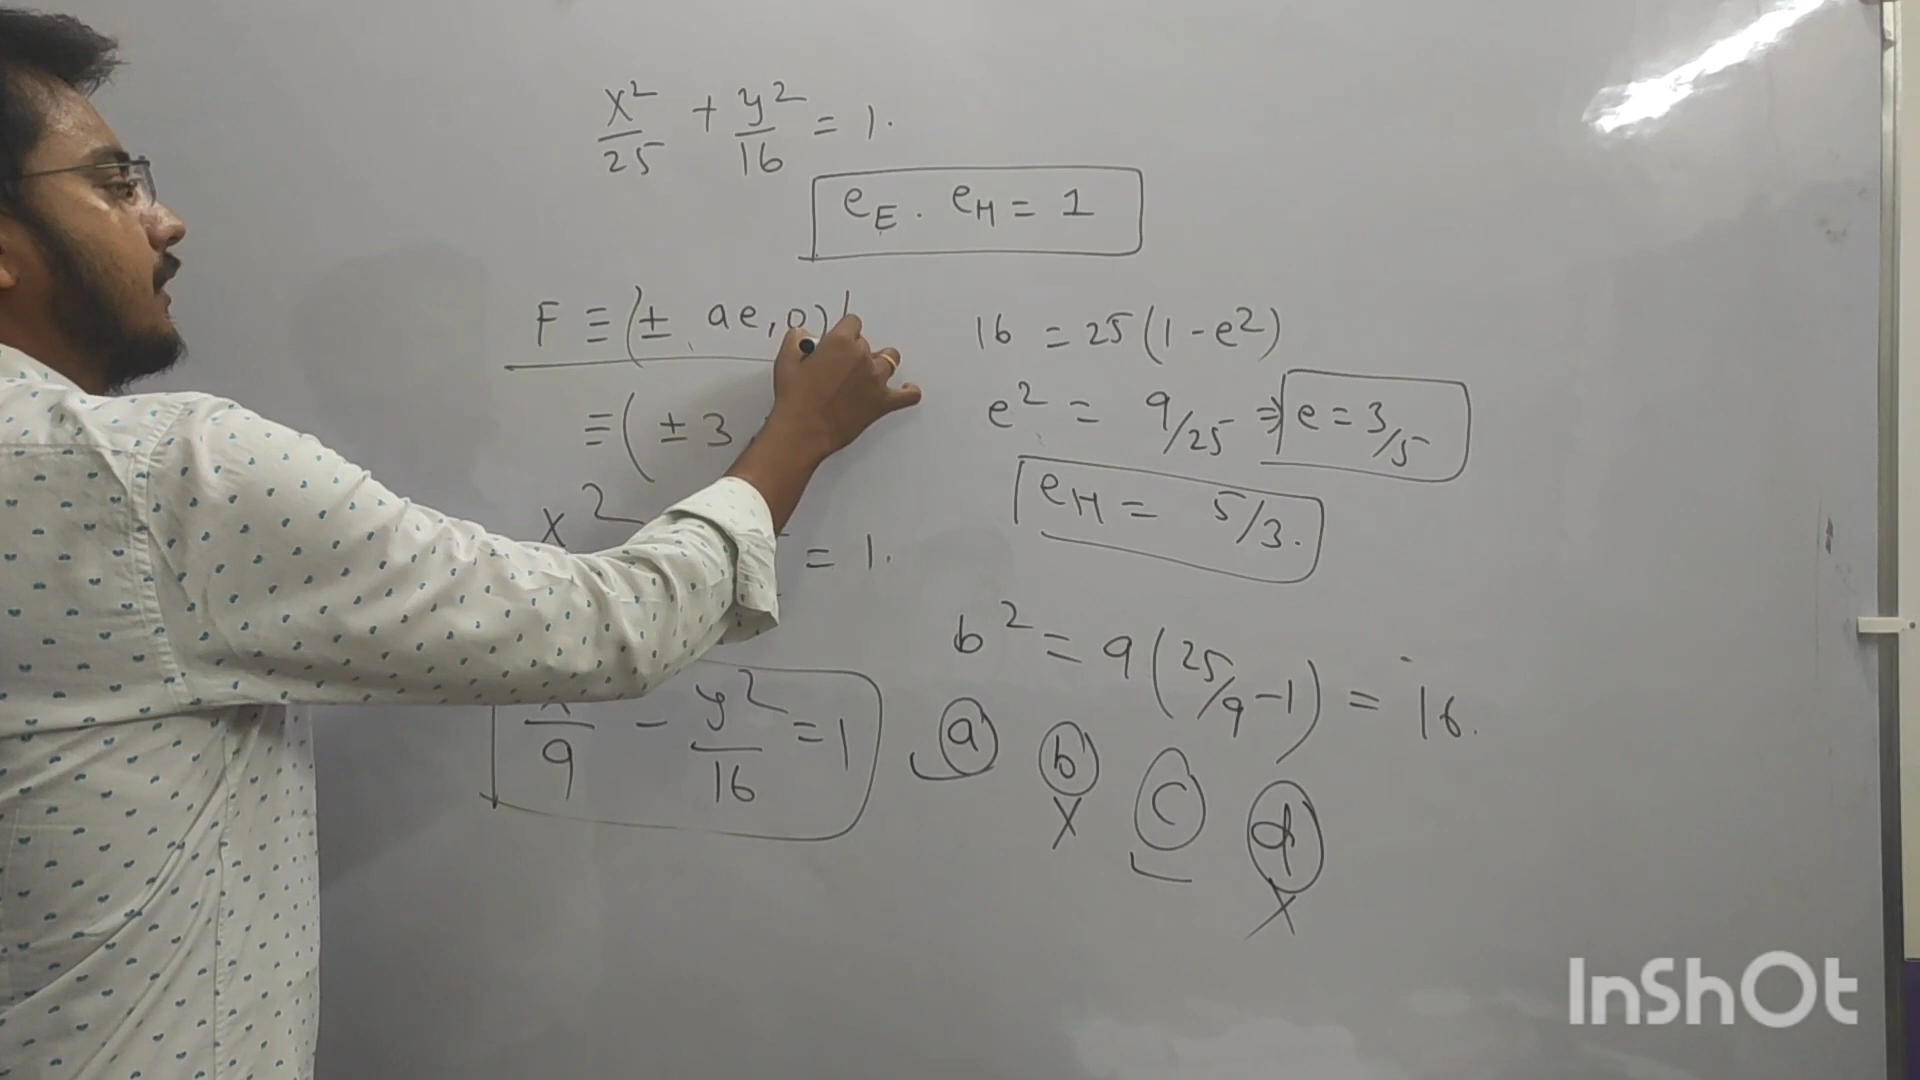 x²/25 + y²/16 = 1.
e_E . e_H = 1
F ≡ (± ae, 0)
≡ ( ± 3
16 = 25 (1 - e²)
e² = 9/25 ⇒ e = 3/5
e_H = 5/3.
x² = 1.
b² = 9 (25/9 - 1) = 16.
/9 - y²/16 = 1
a b c d
X X
InShOt